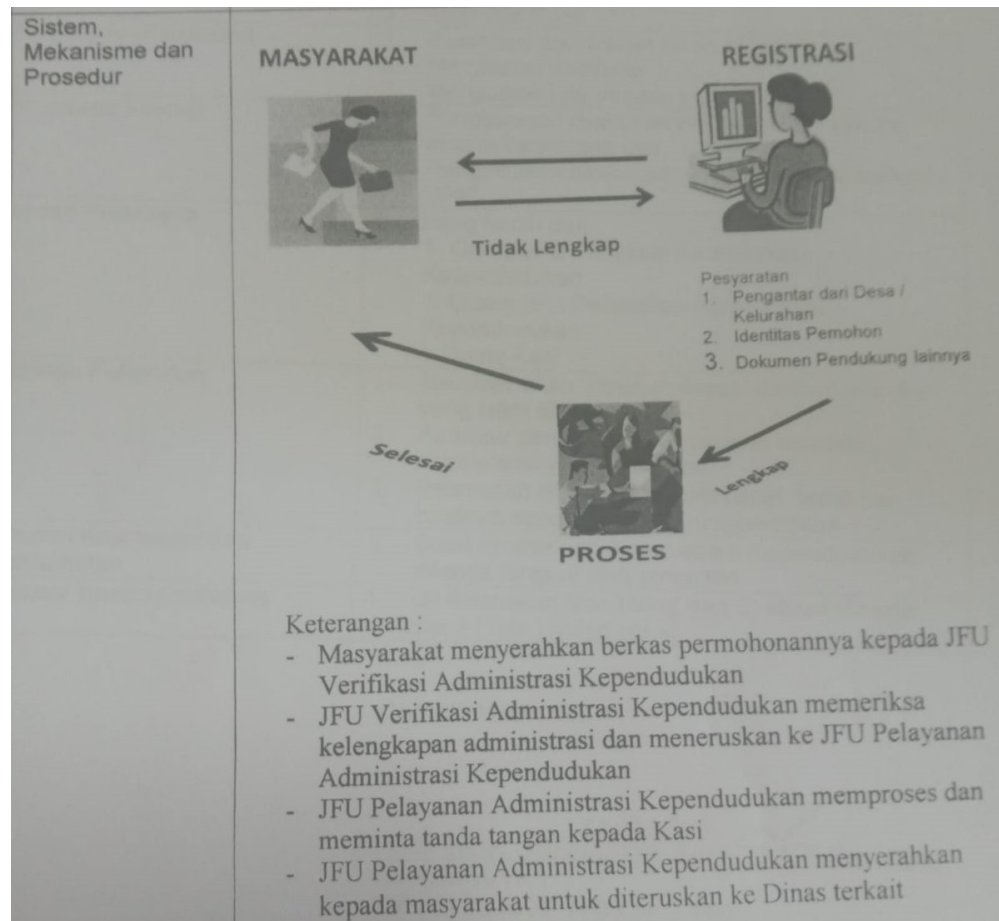 Sistem,
Mekanisme dan
Prosedur
MASYARAKAT
REGISTRASI
Tidak Lengkap
Pesyaratan
1. Pengantar dari Desa /
Kelurahan
2. Identitas Pemohon
3. Dokumen Pendukung lainnya
Selesai
Lengkap
PROSES
Keterangan :
- Masyarakat menyerahkan berkas permohonannya kepada JFU
Verifikasi Administrasi Kependudukan
- JFU Verifikasi Administrasi Kependudukan memeriksa
kelengkapan administrasi dan meneruskan ke JFU Pelayanan
Administrasi Kependudukan
- JFU Pelayanan Administrasi Kependudukan memproses dan
meminta tanda tangan kepada Kasi
- JFU Pelayanan Administrasi Kependudukan menyerahkan
kepada masyarakat untuk diteruskan ke Dinas terkait